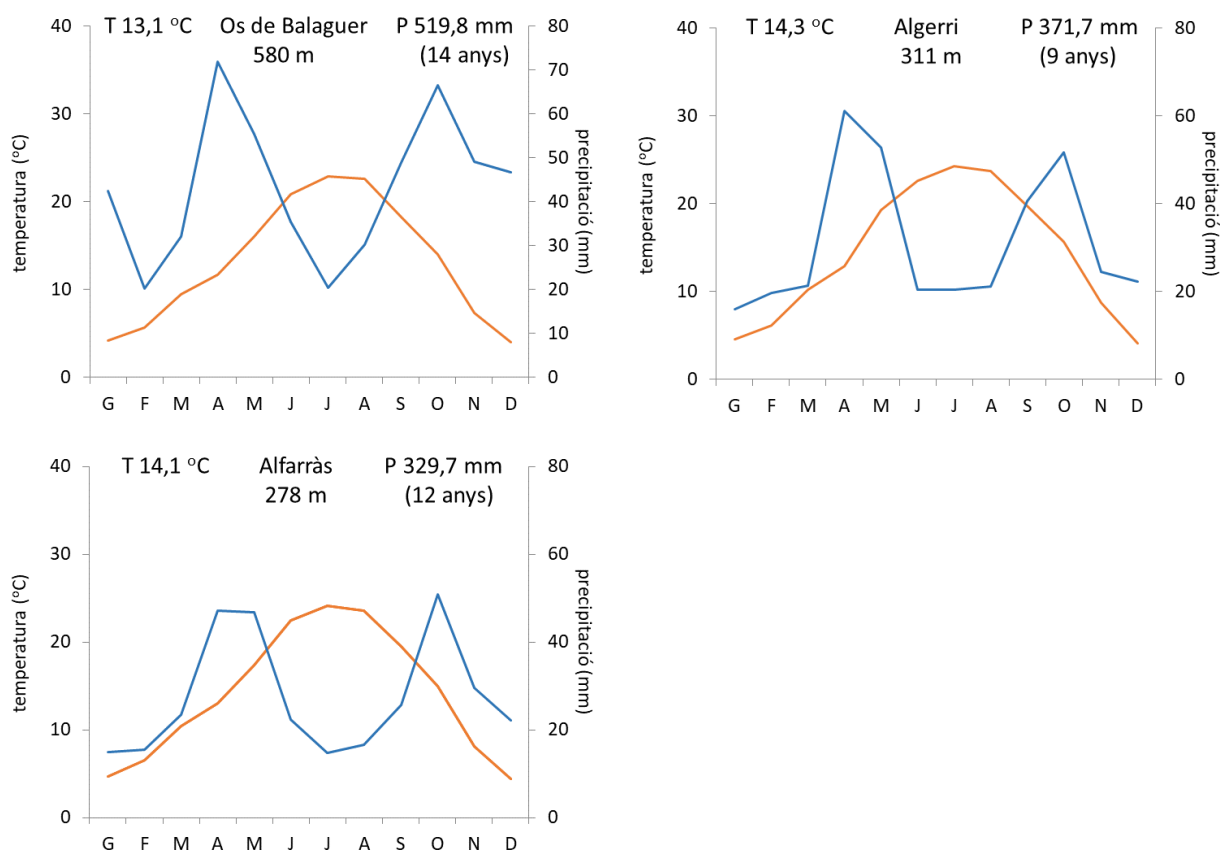 T 13,1 °C Os de Balaguer P 519,8 mm
580 m (14 anys)
temperatura (°C)
40
30
20
10
0
80
70
60
50
40
30
20
10
0
precipitació (mm)
G F M A M J J A S O N D
T 14,3 °C Algerri P 371,7 mm
311 m (9 anys)
temperatura (°C)
40
30
20
10
0
80
60
40
20
0
precipitació (mm)
G F M A M J J A S O N D
T 14,1 °C Alfarràs P 329,7 mm
278 m (12 anys)
temperatura (°C)
40
30
20
10
0
80
60
40
20
0
precipitació (mm)
G F M A M J J A S O N D